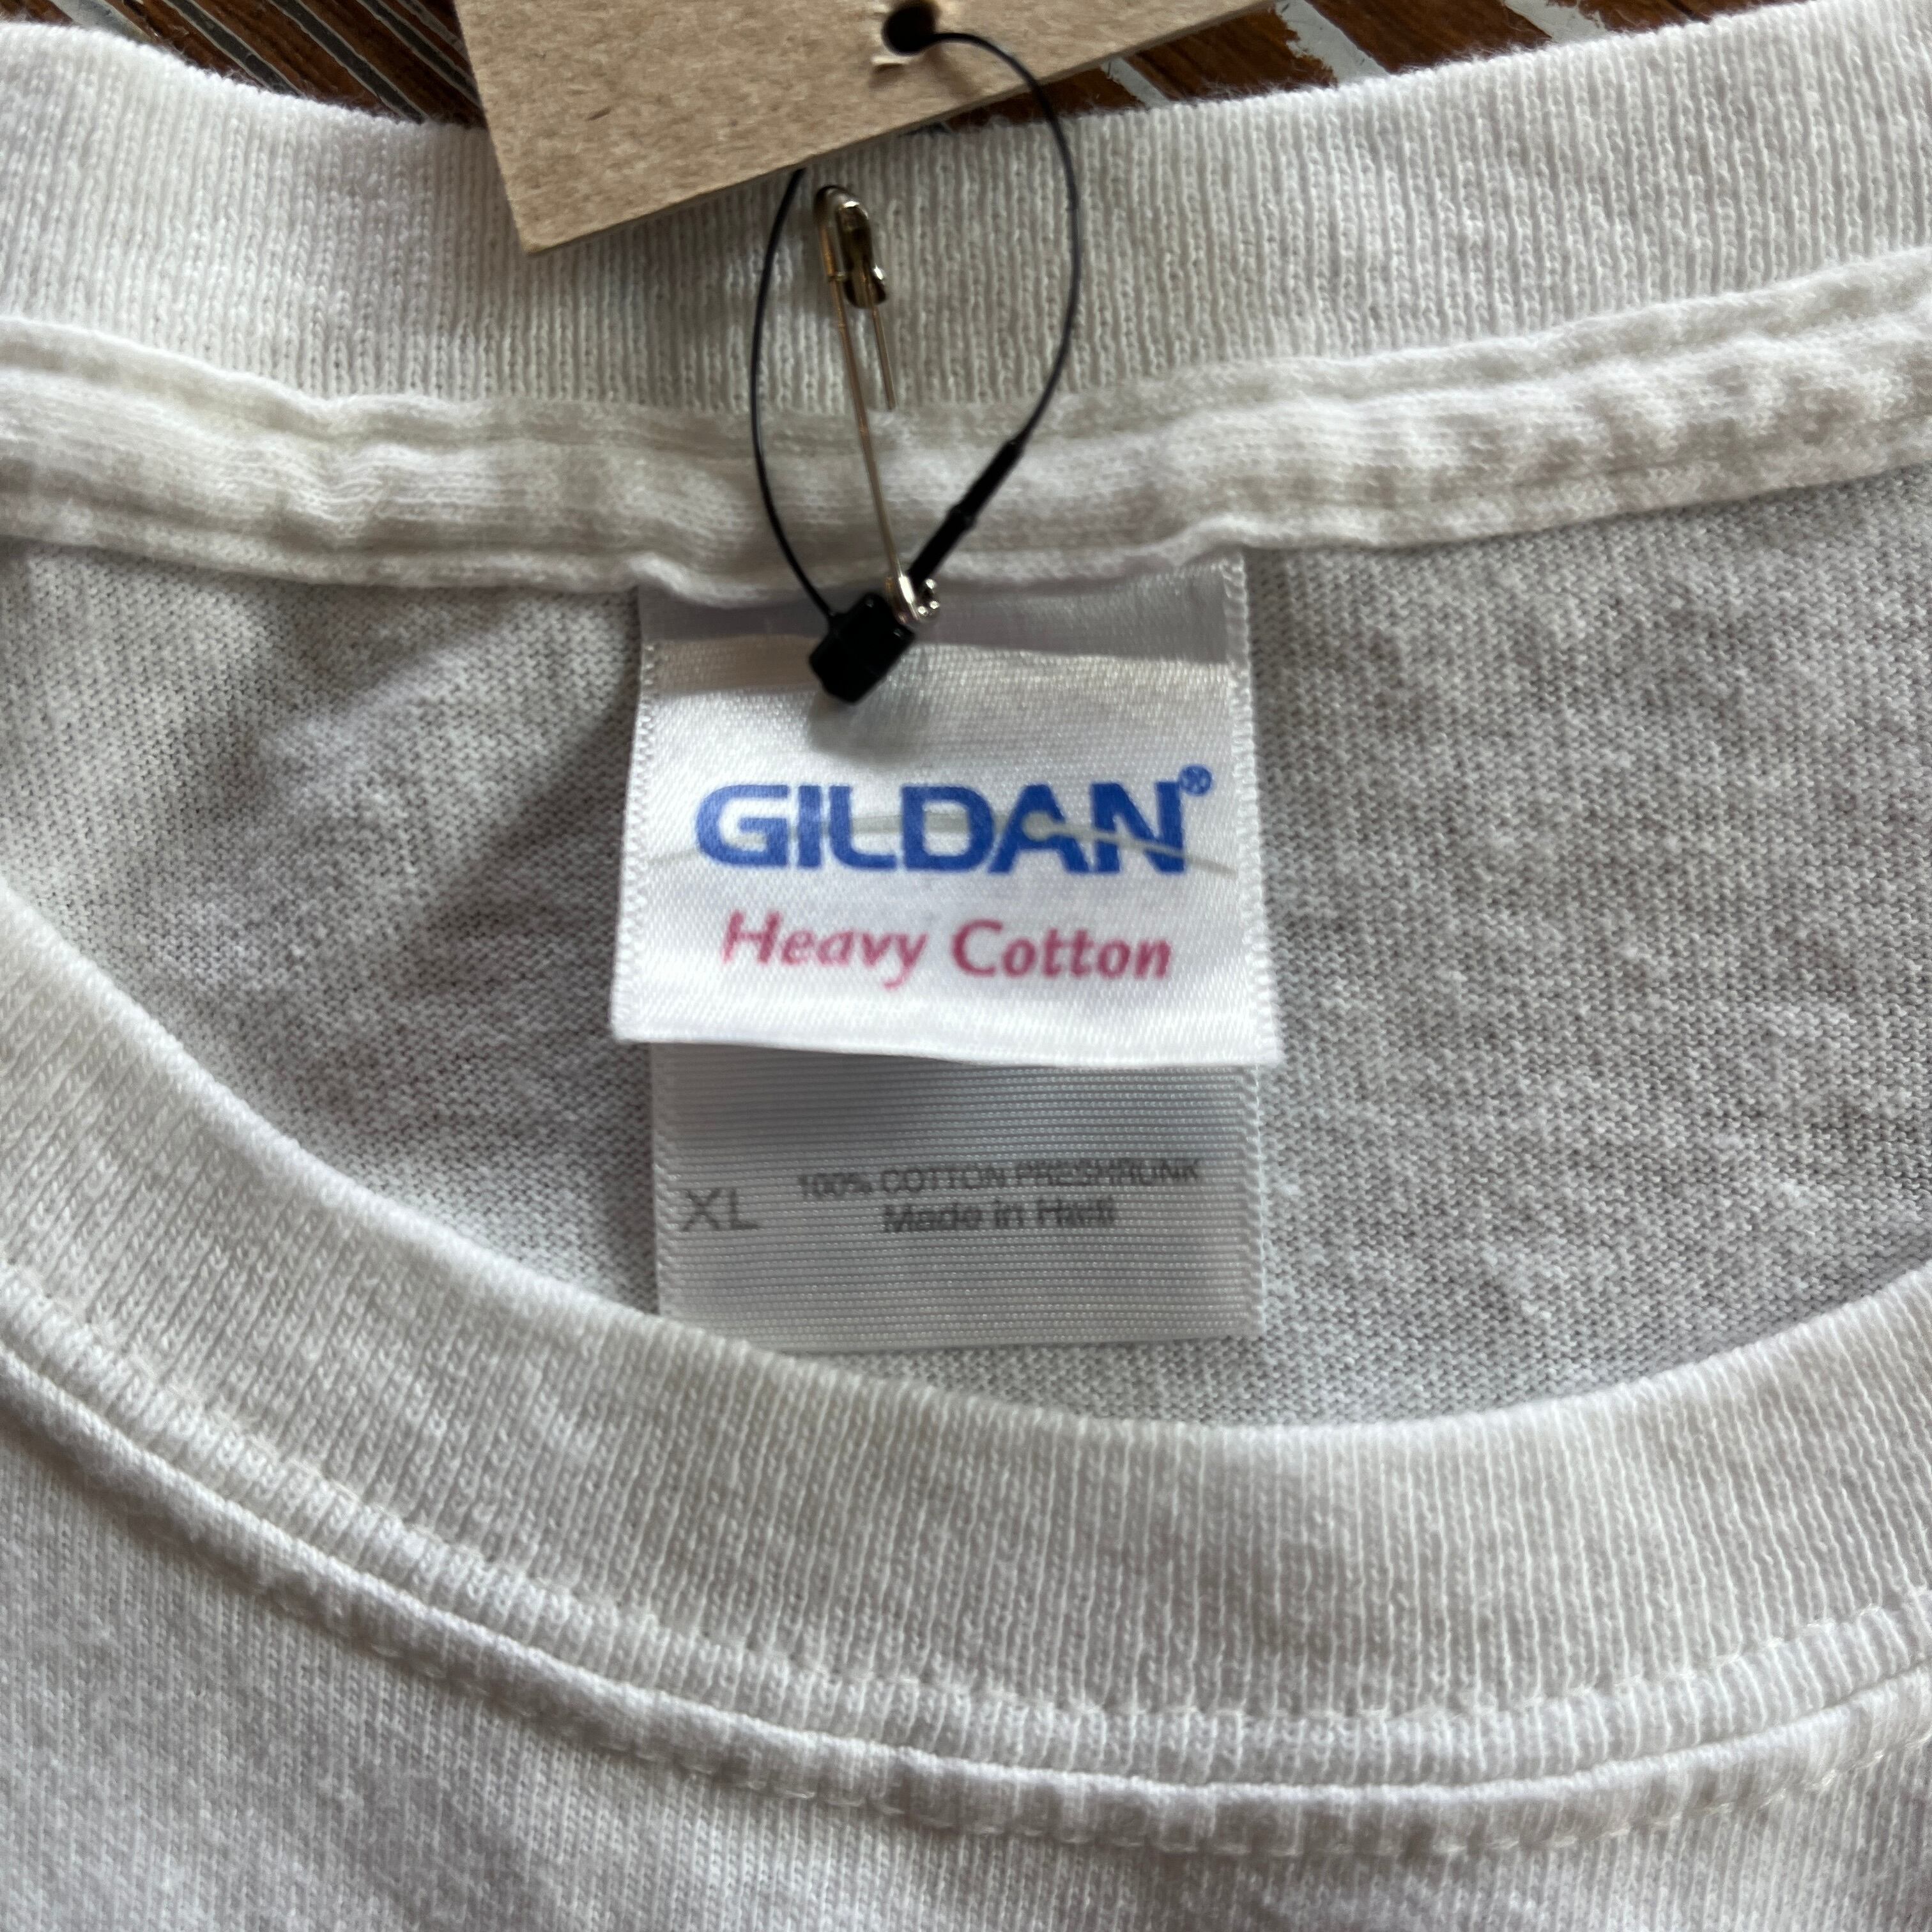 GILDAN®
Heavy Cotton
XL 100% COTTON PRESHRUNK
Made in Haiti